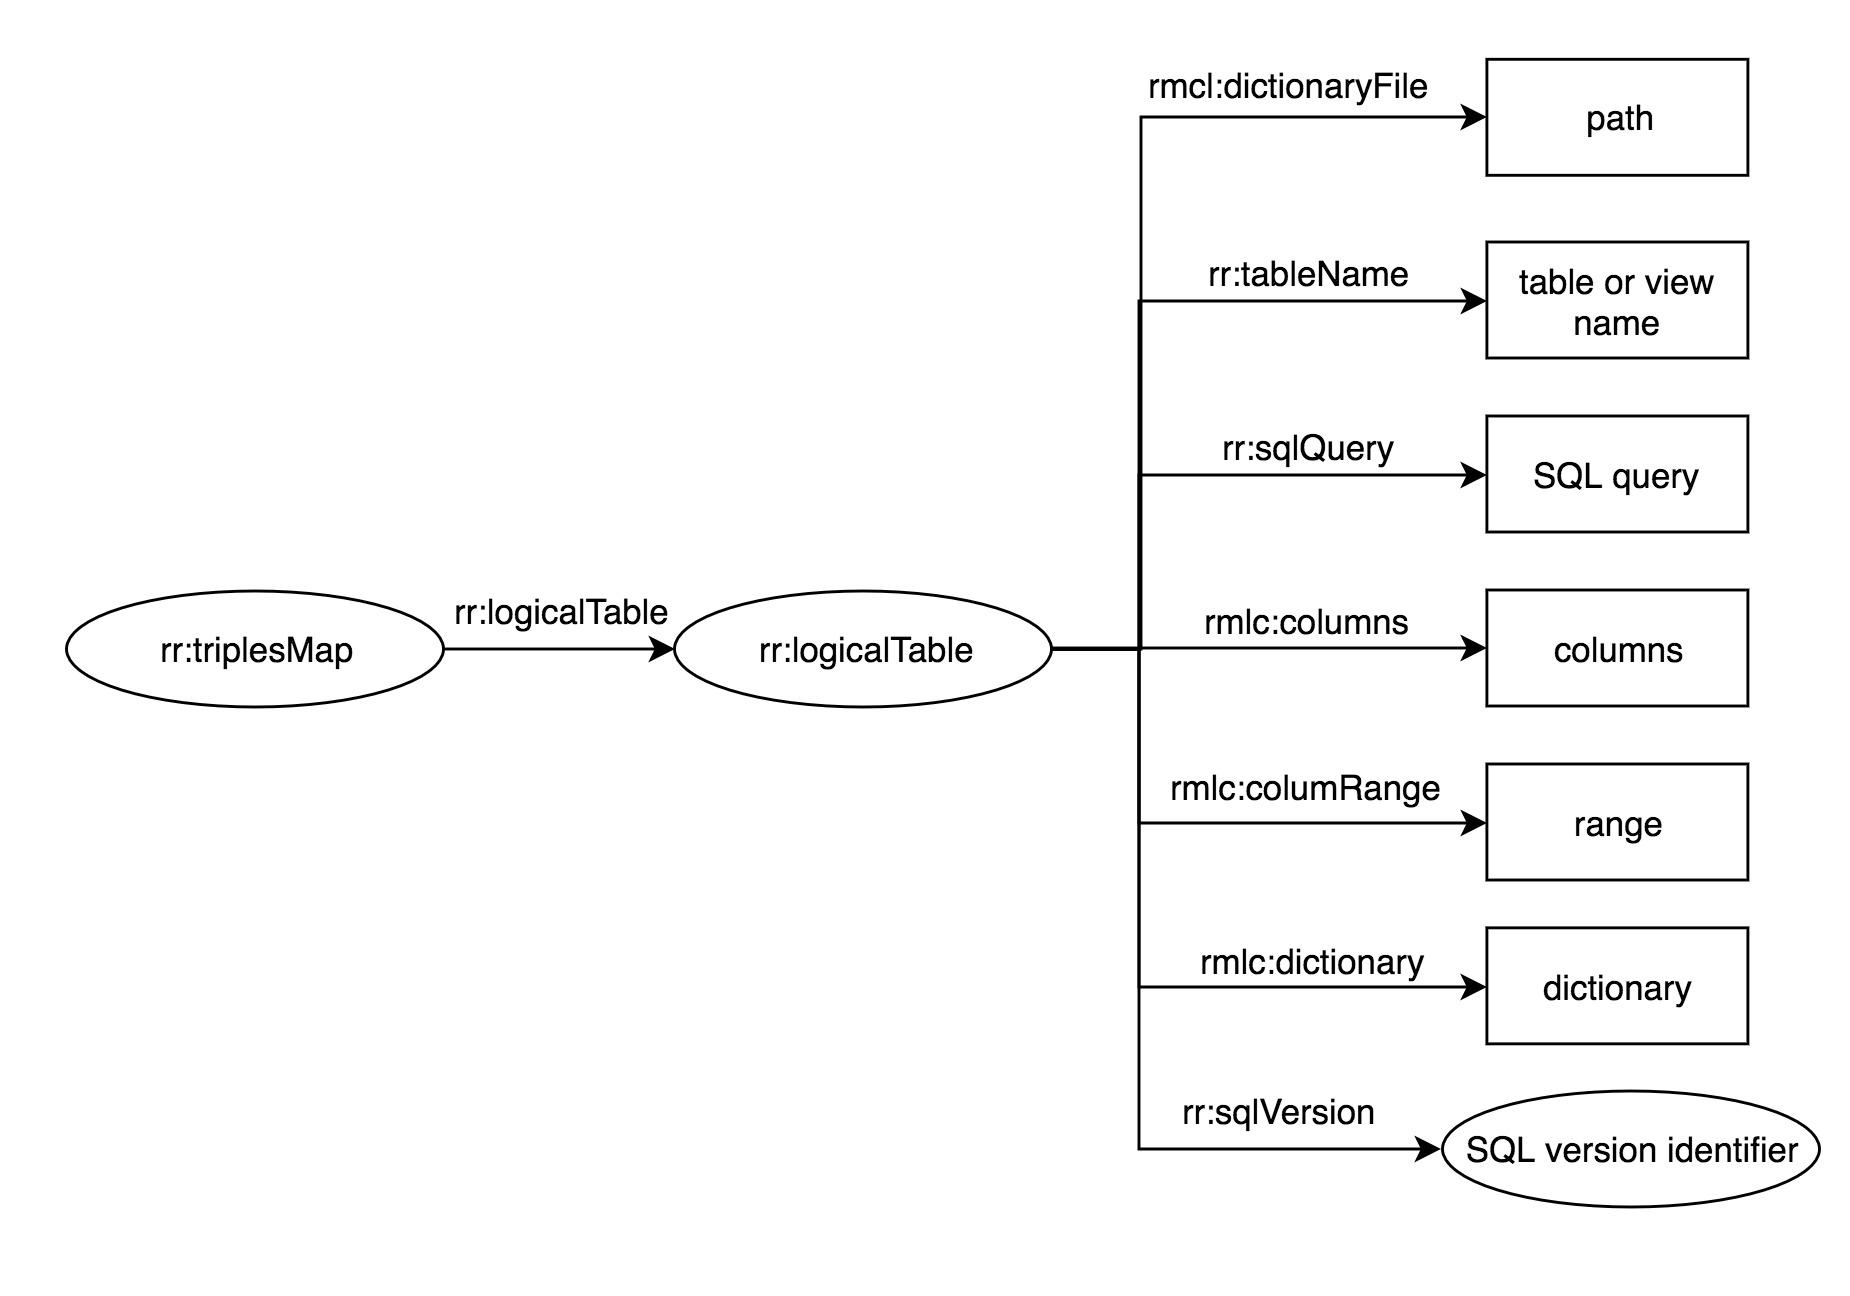 rmcl:dictionaryFile
path
rr:tableName
table or view
name
rr:sqlQuery
SQL query
rr:triplesMap
rr:logicalTable
rr:logicalTable
rmlc:columns
columns
rmlc:columRange
range
rmlc:dictionary
dictionary
rr:sqlVersion
SQL version identifier